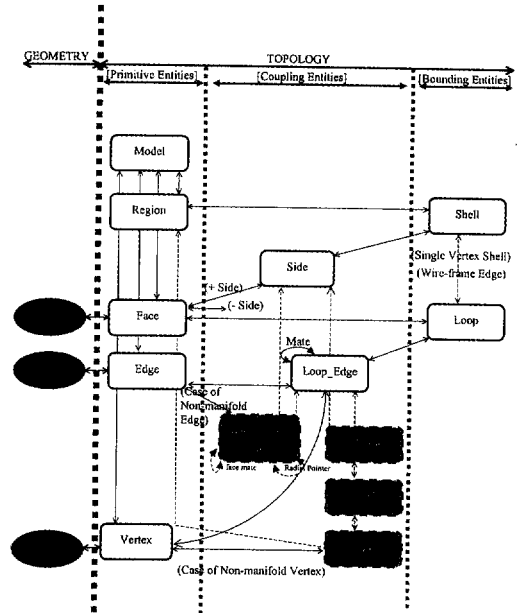 GEOMETRY
TOPOLOGY
[Primitive Entities]
[Coupling Entities]
[Bounding Entities]
Model
Region
Shell
Side
(Single Vertex Shell)
(Wire-frame Edge)
(+ Side)
(- Side)
Face
Loop
Mate
Edge
Loop_Edge
(Case of
Non-manifold
Edge)
face mate
Radial Pointer
Vertex
(Case of Non-manifold Vertex)